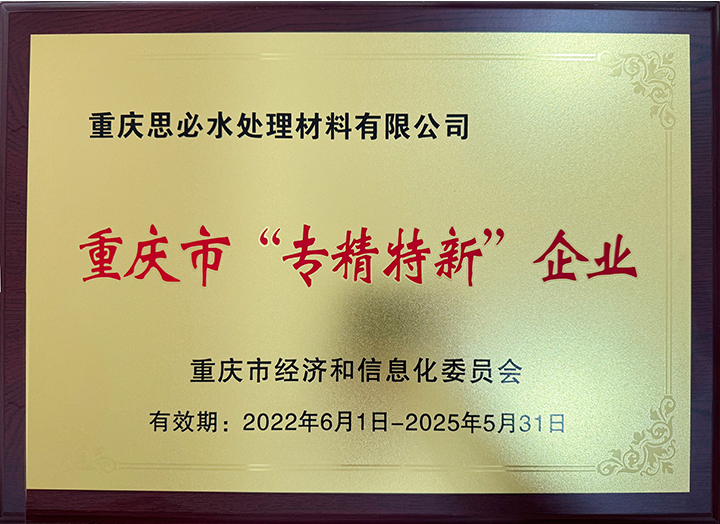 重庆思必水处理材料有限公司
重庆市“专精特新”企业
重庆市经济和信息化委员会
有效期：2022年6月1日-2025年5月31日